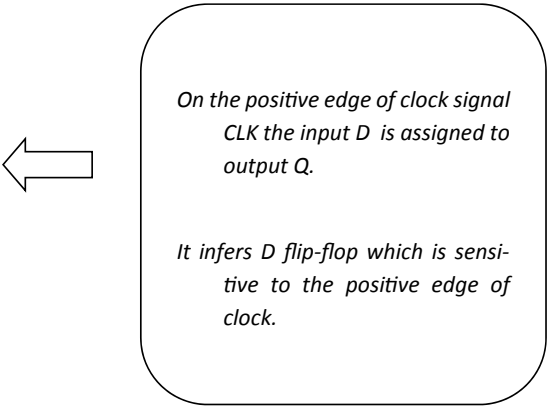 On the positive edge of clock signal
CLK the input D is assigned to
output Q.
It infers D flip-flop which is sensi-
tive to the positive edge of
clock.